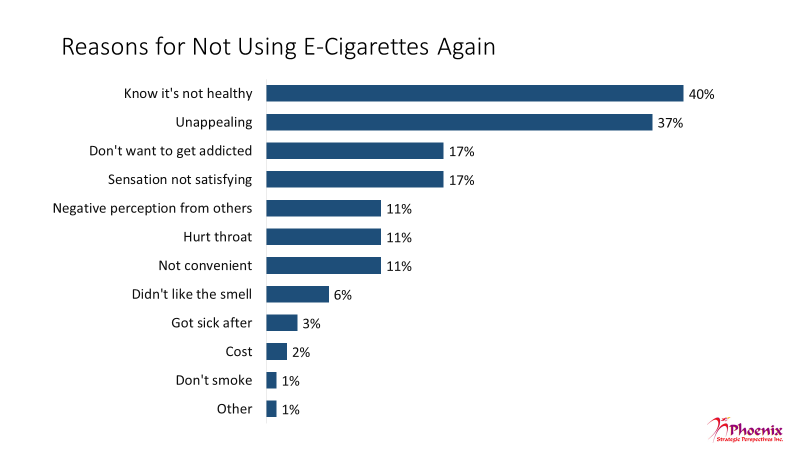 Reasons for Not Using E-Cigarettes Again
Know it's not healthy 40%
Unappealing 37%
Don't want to get addicted 17%
Sensation not satisfying 17%
Negative perception from others 11%
Hurt throat 11%
Not convenient 11%
Didn't like the smell 6%
Got sick after 3%
Cost 2%
Don't smoke 1%
Other 1%
Phoenix
Strategic Perspectives Inc.